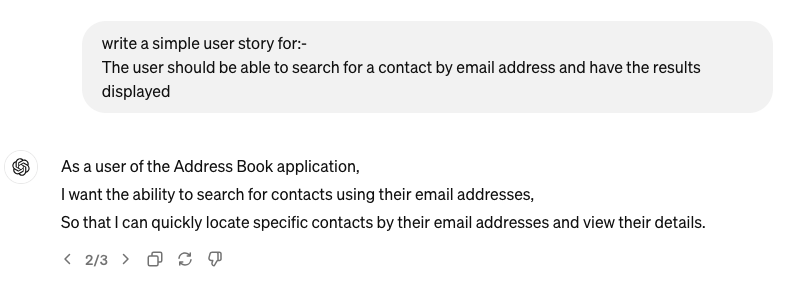 write a simple user story for:-
The user should be able to search for a contact by email address and have the results
displayed
As a user of the Address Book application,
I want the ability to search for contacts using their email addresses,
So that I can quickly locate specific contacts by their email addresses and view their details.
2/3